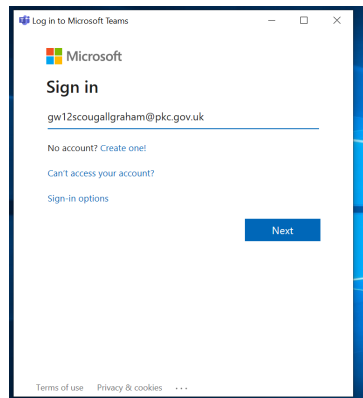 Log in to Microsoft Teams
Microsoft
Sign in
gw12scougallgraham@pkc.gov.uk
No account? Create one!
Can't access your account?
Sign-in options
Next
Terms of use Privacy & cookies ...